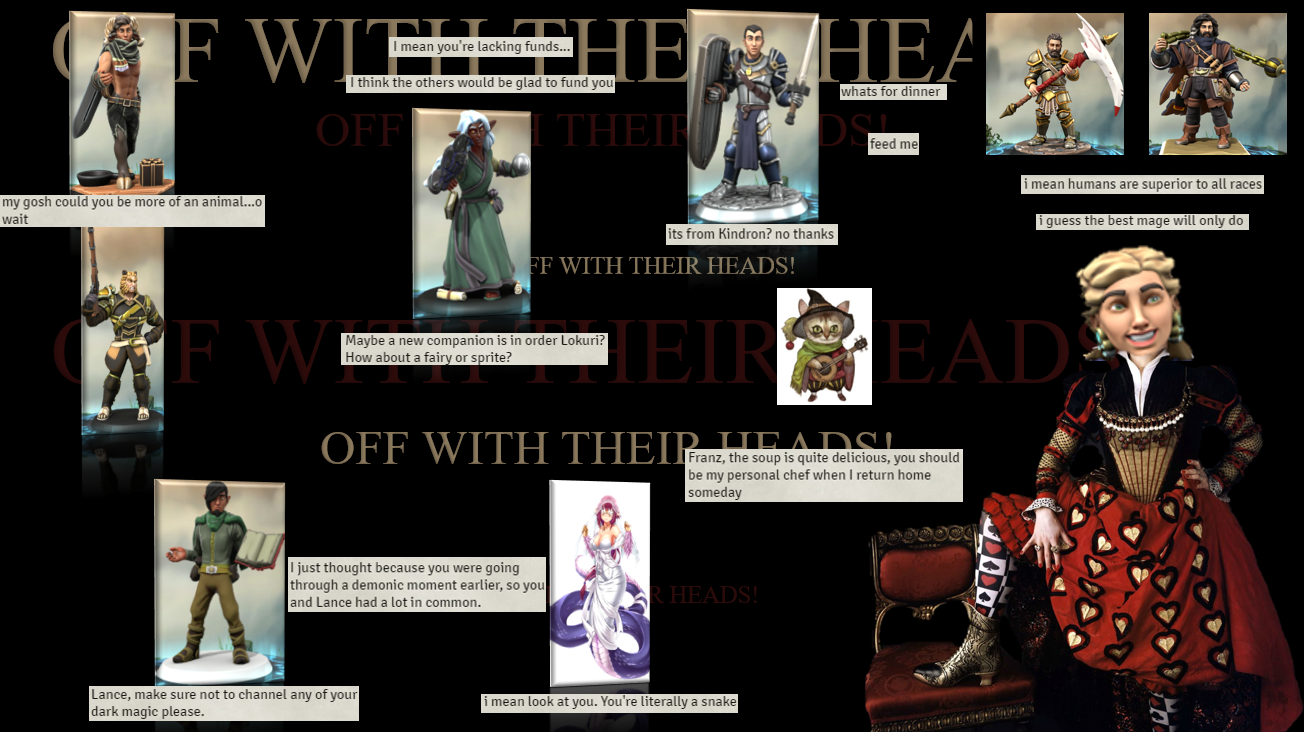 OFF WITH THEIR HEA
I mean you're lacking funds...
I think the others would be glad to fund you
whats for dinner
OFF WITH THEIR HEADS!
feed me
i mean humans are superior to all races
my gosh could you be more of an animal...o
wait
i guess the best mage will only do
its from Kindron? no thanks
FF WITH THEIR HEADS!
Maybe a new companion is in order Lokuri?
How about a fairy or sprite?
OFF WITH THEIR HEADS
OFF WITH THEIR HEADS!
Franz, the soup is quite delicious, you should
be my personal chef when I return home
someday
I just thought because you were going
through a demonic moment earlier, so you
and Lance had a lot in common.
R HEADS!
Lance, make sure not to channel any of your
dark magic please.
i mean look at you. You're literally a snake